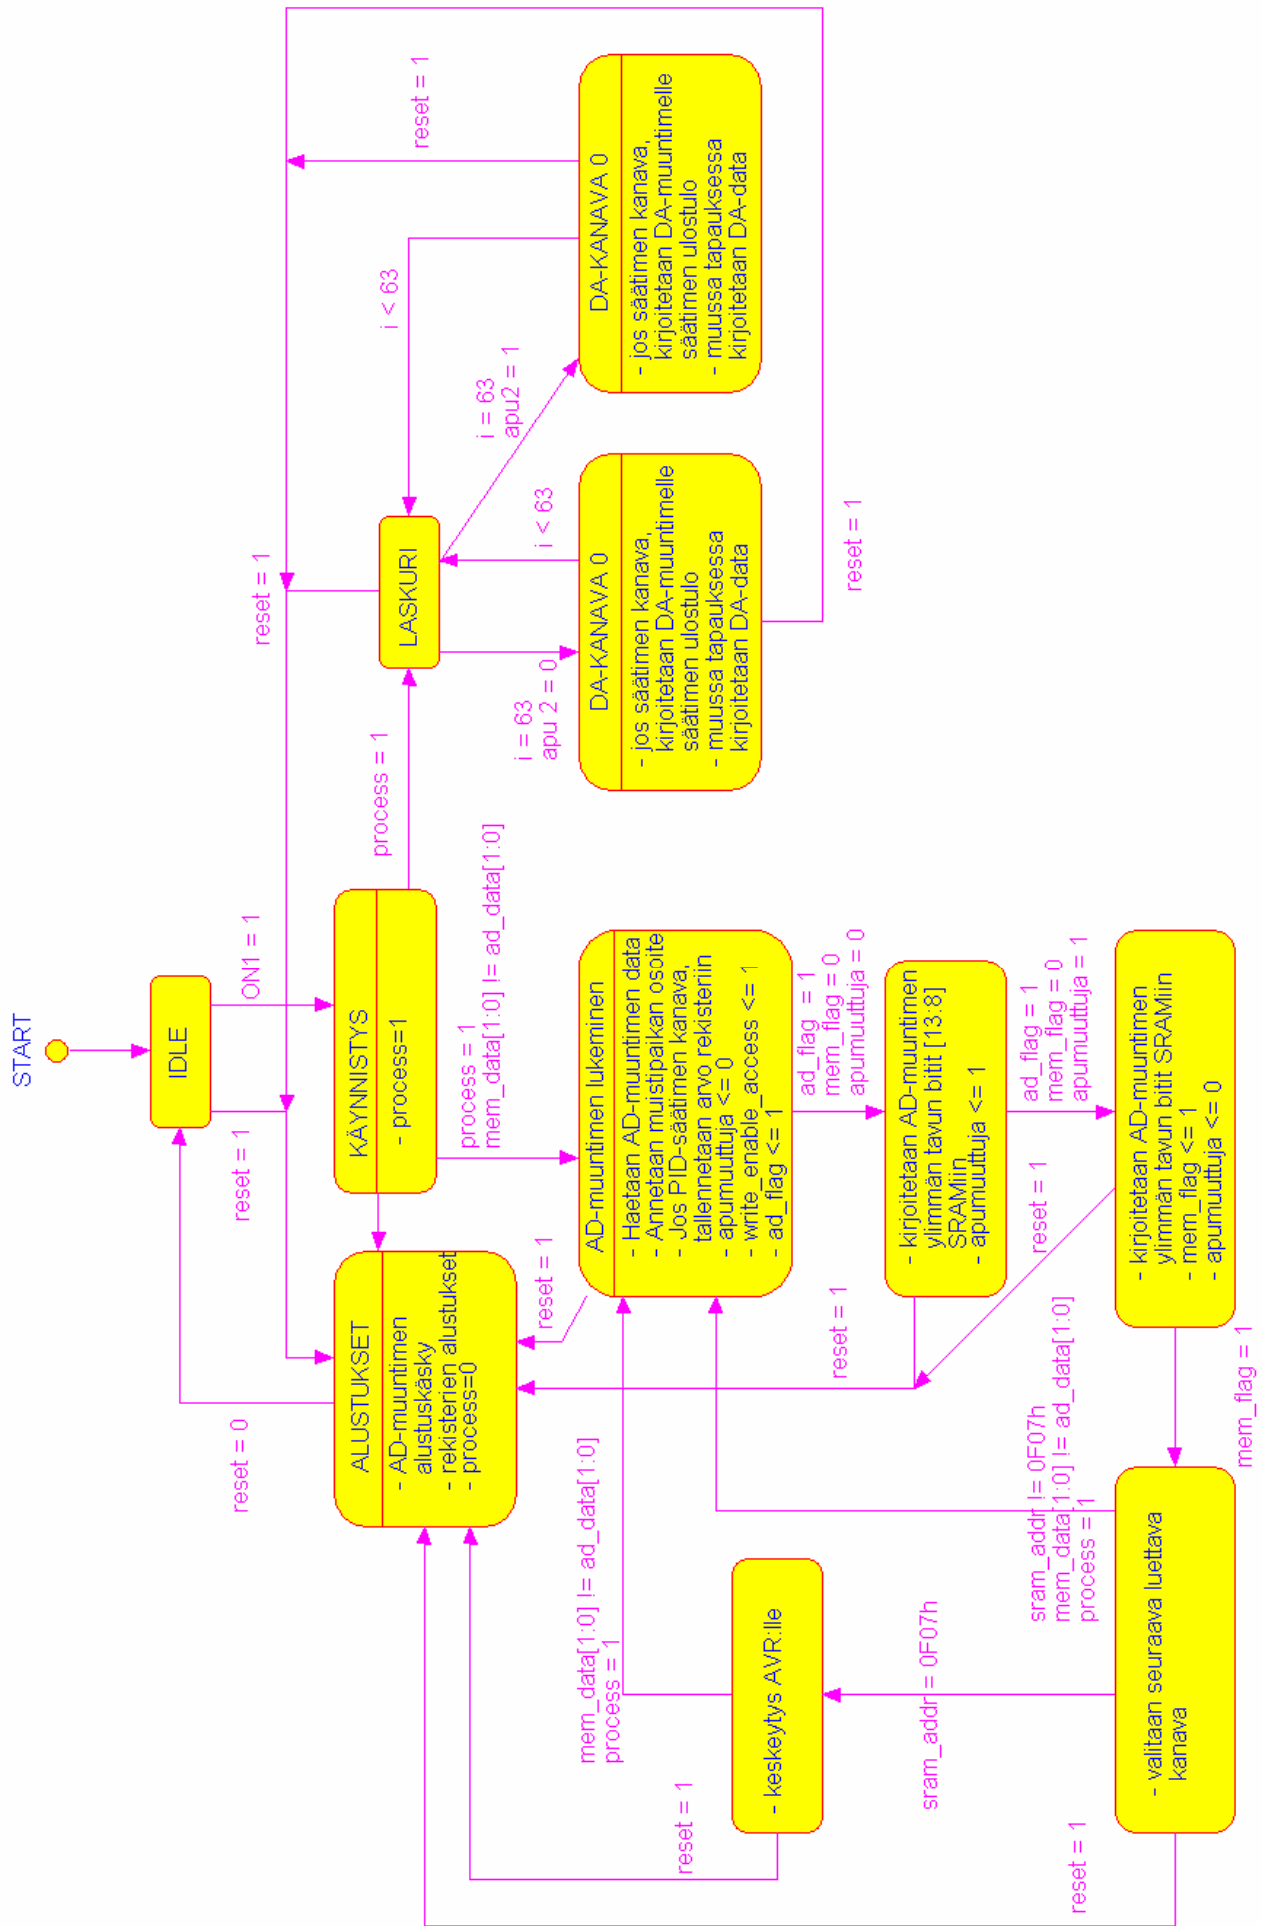 START
IDLE
ON1 = 1
reset = 1
reset = 0
KÄYNNISTYS
- process=1
process = 1
process = 1
mem_data[1:0] != ad_data[1:0]
ALUSTUKSET
- AD-muuntimen
alustuskäsky
- rekisterien alustukset
- process=0
reset = 1
LASKURI
reset = 1
i < 63
i = 63
apu2 = 1
i < 63
i = 63
apu 2 = 0
DA-KANAVA 0
- jos säätimen kanava,
kirjoitetaan DA-muuntimelle
säätimen ulostulo
- muussa tapauksessa
kirjoitetaan DA-data
reset = 1
DA-KANAVA 0
- jos säätimen kanava,
kirjoitetaan DA-muuntimelle
säätimen ulostulo
- muussa tapauksessa
kirjoitetaan DA-data
reset = 1
AD-muuntimen lukeminen
- Haetaan AD-muuntimen data
- Annetaan muistipaikan osoite
- Jos PID-säätimen kanava,
tallennetaan arvo rekisteriin
- apumuuttuja <= 0
- write_enable_access <= 1
- ad_flag <= 1
ad_flag = 1
mem_flag = 0
apumuuttuja = 0
- kirjoitetaan AD-muuntimen
ylimmän tavun bitit [13:8]
SRAMiin
- apumuuttuja <= 1
reset = 1
ad_flag = 1
mem_flag = 0
apumuuttuja = 1
reset = 1
- kirjoitetaan AD-muuntimen
ylimmän tavun bitit SRAMiin
- mem_flag <= 1
- apumuuttuja <= 0
mem_flag = 1
- valitaan seuraava luettava
kanava
sram_addr != 0F07h
mem_data[1:0] != ad_data[1:0]
process = 1
sram_addr = 0F07h
- keskeytys AVR:lle
mem_data[1:0] != ad_data[1:0]
process = 1
reset = 1
reset = 1